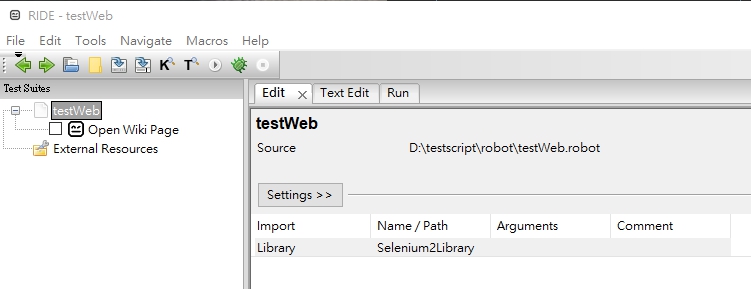 RIDE - testWeb
File Edit Tools Navigate Macros Help
K T
Test Suites
testWeb
Open Wiki Page
External Resources
Edit Text Edit Run
testWeb
Source D:\testscript\robot\testWeb.robot
Settings >>
Import Name / Path Arguments Comment
Library Selenium2Library